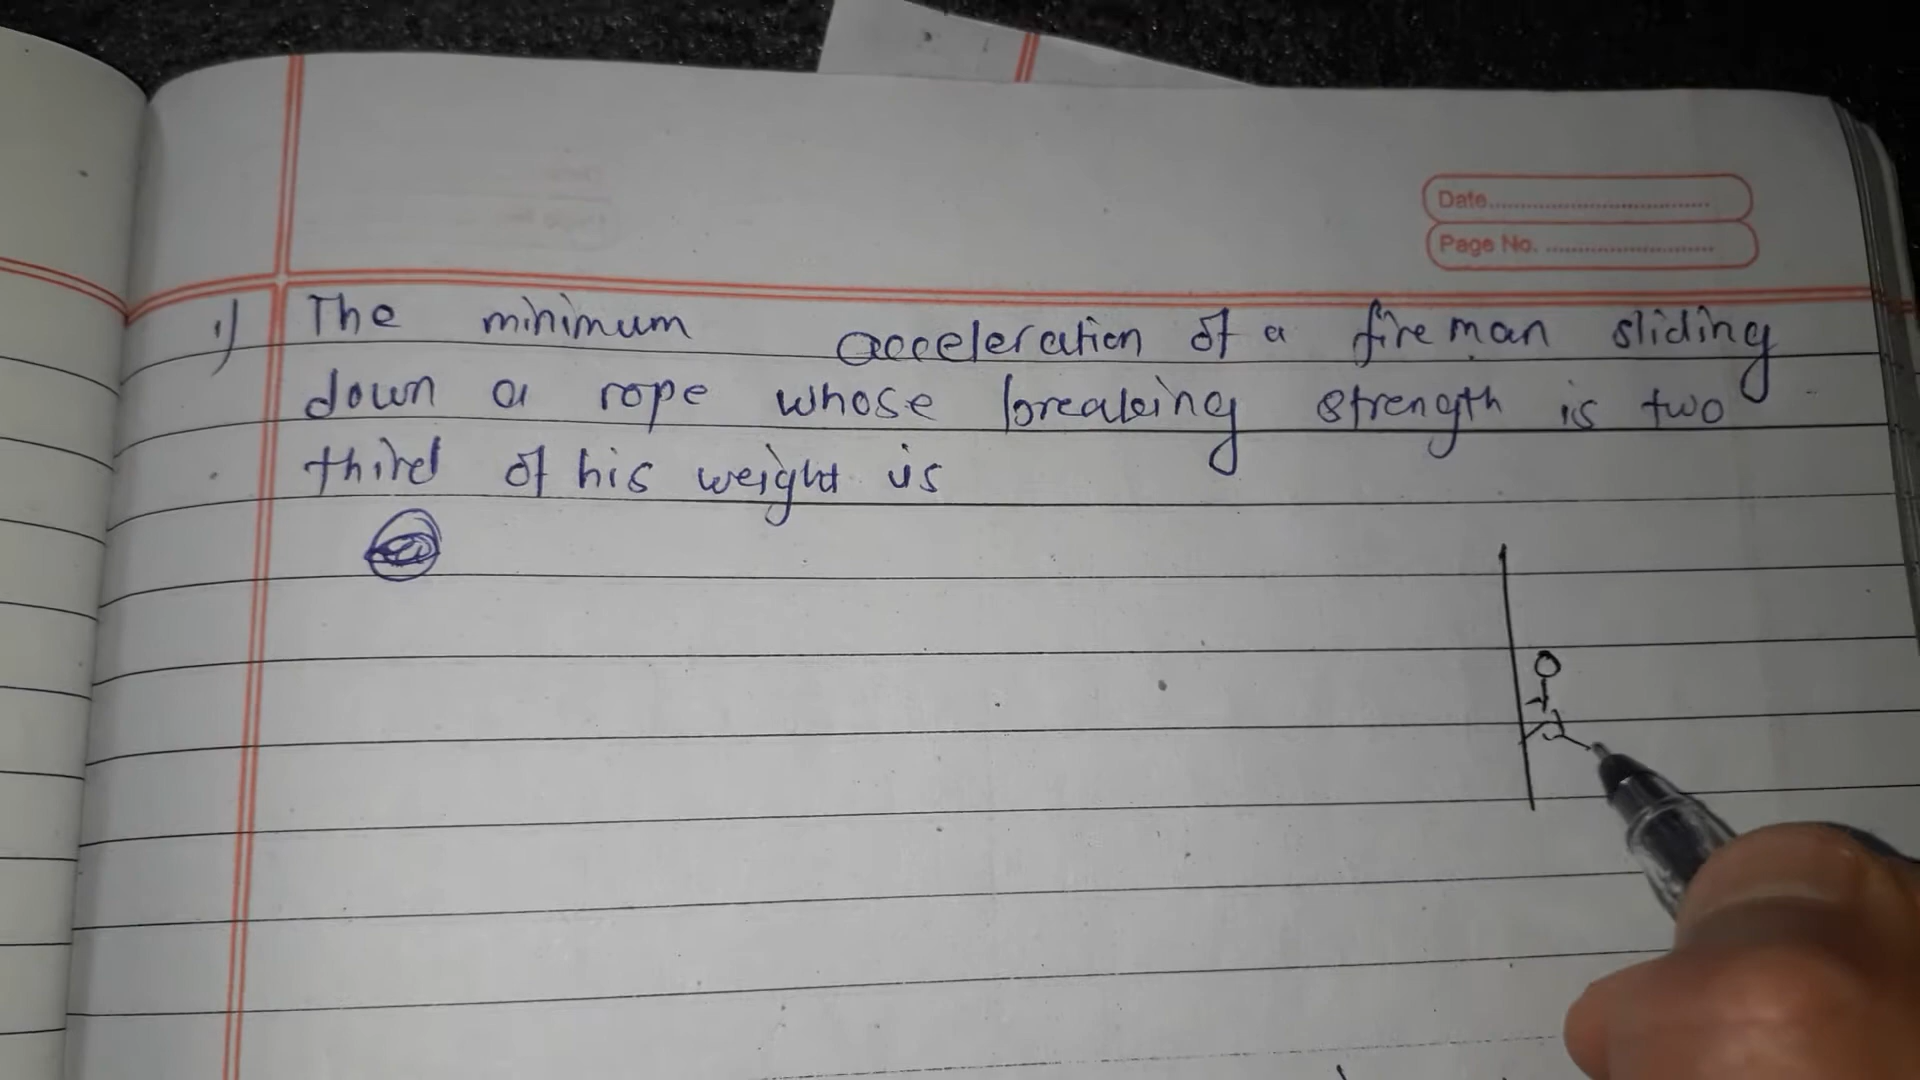 Date
Page No.
1) The minimum acceleration of a fireman sliding
down a rope whose breaking strength is two
third of his weight is